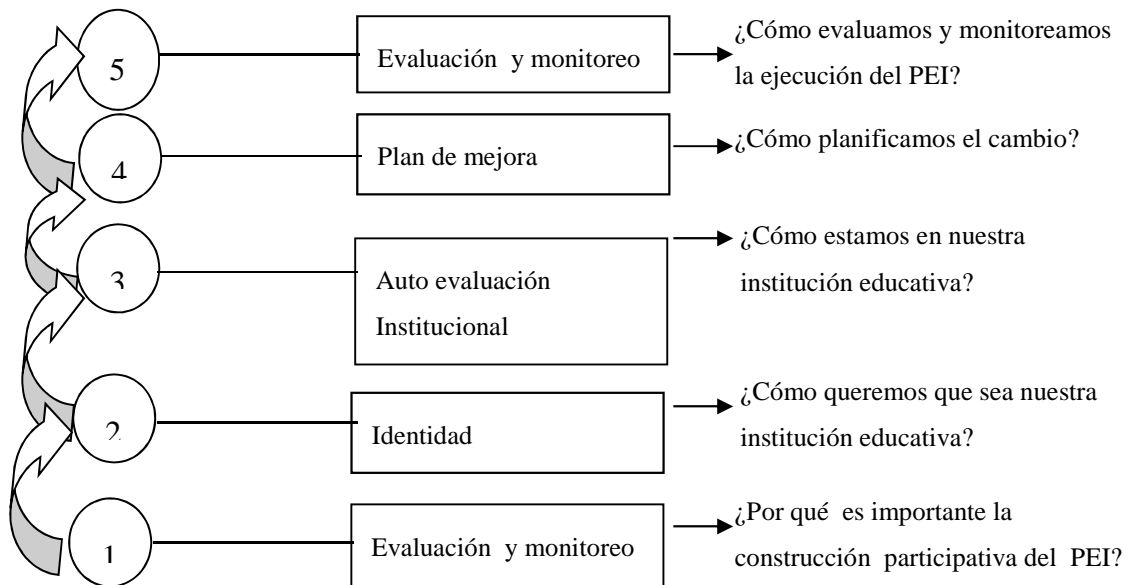 5
Evaluación y monitoreo
¿Cómo evaluamos y monitoreamos
la ejecución del PEI?
4
Plan de mejora
¿Cómo planificamos el cambio?
3
Auto evaluación
Institucional
¿Cómo estamos en nuestra
institución educativa?
2
Identidad
¿Cómo queremos que sea nuestra
institución educativa?
1
Evaluación y monitoreo
¿Por qué es importante la
construcción participativa del PEI?